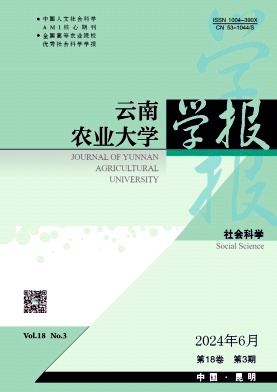 • 中国人文社会科学
AMI核心期刊
• 全国高等农业院校
优秀社会科学学报
ISSN 1004-390X
CN 53-1044/S
学报
云南
农业大学
学报
JOURNAL OF YUNNAN
AGRICULTURAL
UNIVERSITY
社会科学
Social Science
Vol.18 No.3
2024年6月
第18卷 第3期
中国·昆明